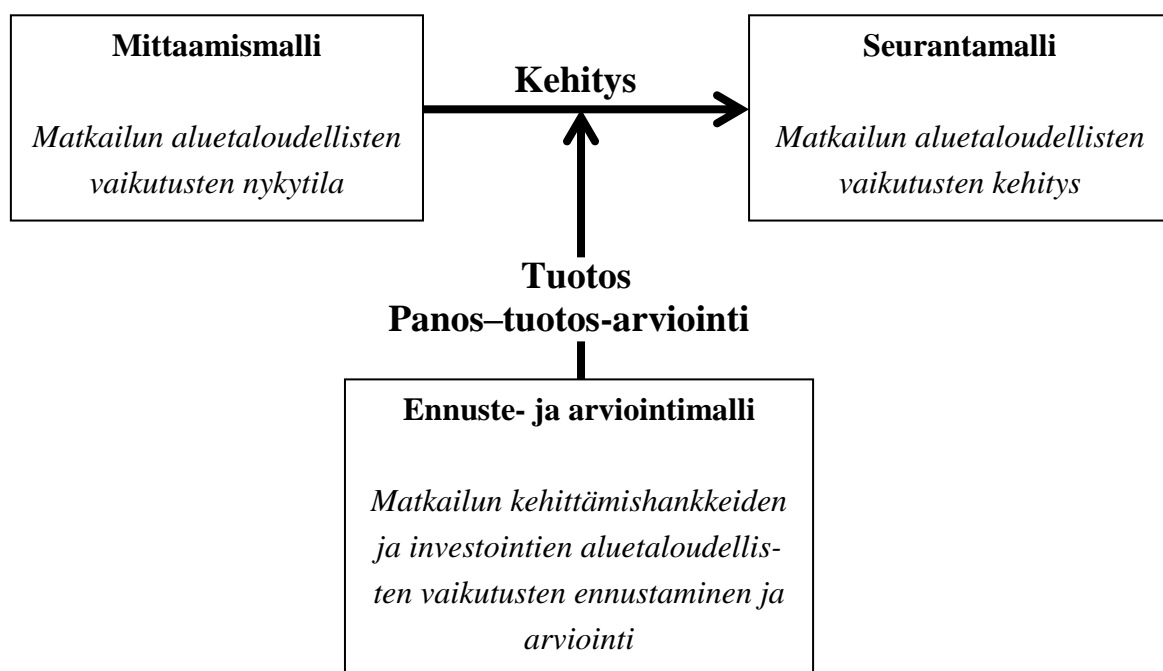 Mittaamismalli
Matkailun aluetaloudellisten
vaikutusten nykytila
Kehitys
Seurantamalli
Matkailun aluetaloudellisten
vaikutusten kehitys
Tuotos
Panos–tuotos-arviointi
Ennuste- ja arviointimalli
Matkailun kehittämishankkeiden
ja investointien aluetaloudellis-
ten vaikutusten ennustaminen ja
arviointi